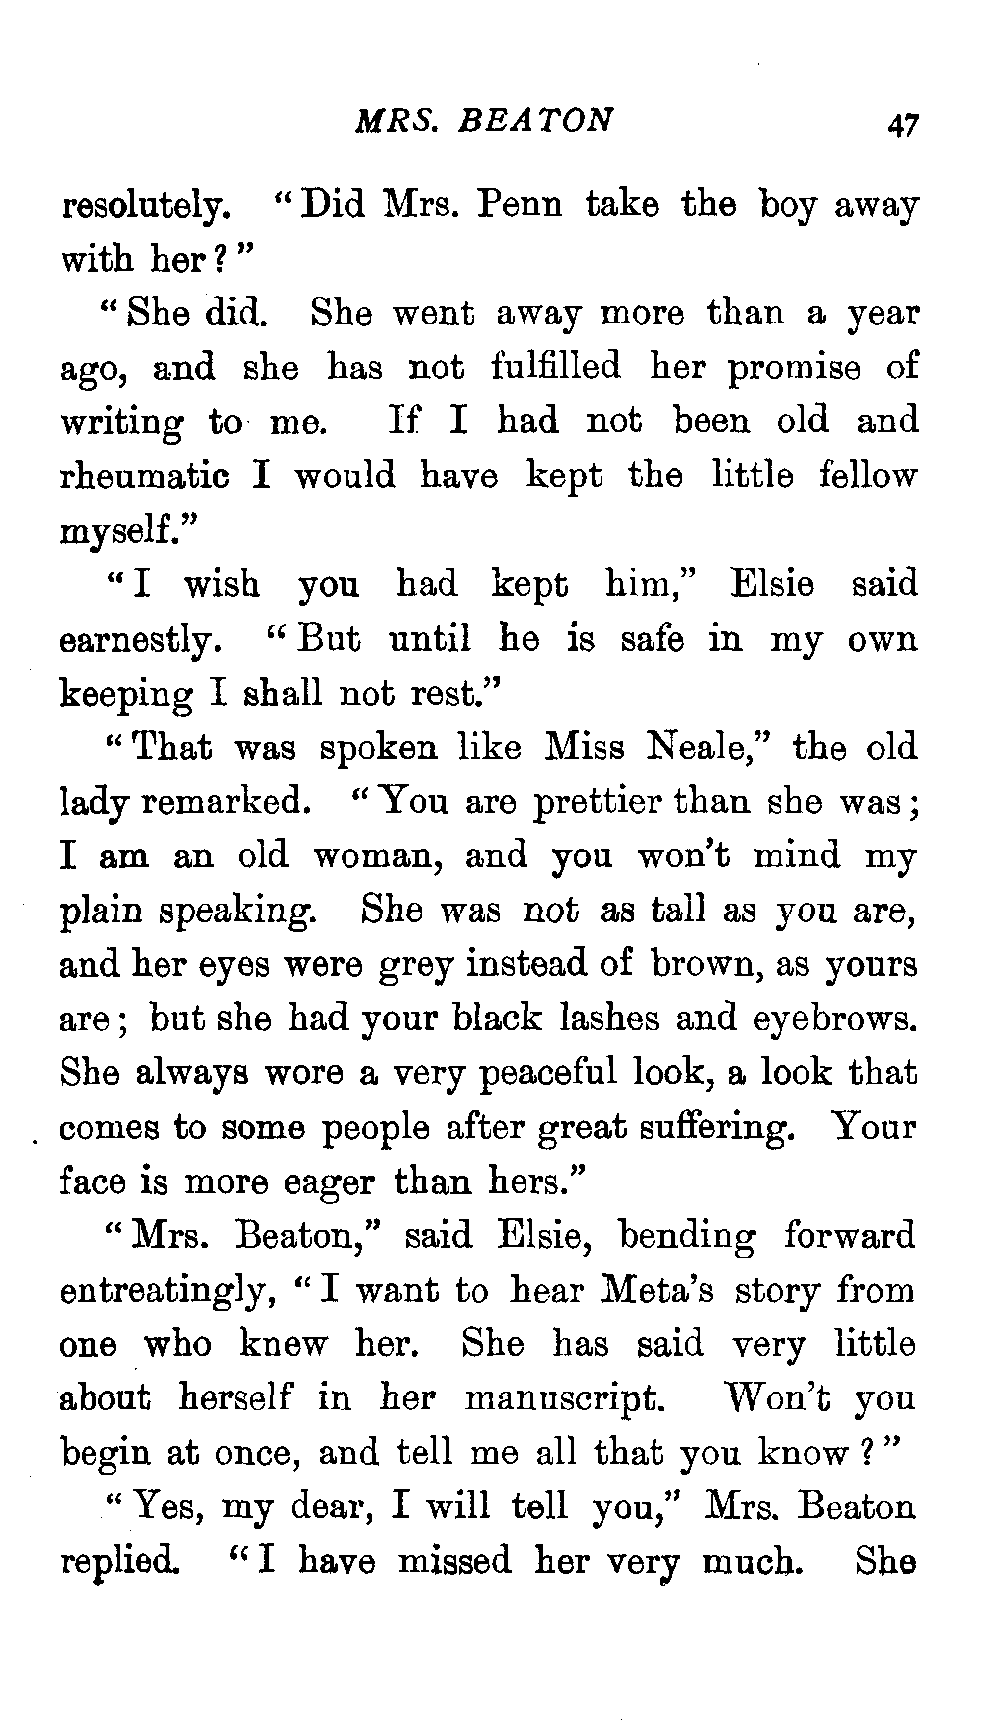 MRS. BEATON 47
resolutely. “Did Mrs. Penn take the boy away
with her?”
“She did. She went away more than a year
ago, and she has not fulfilled her promise of
writing to me. If I had not been old and
rheumatic I would have kept the little fellow
myself.”
“I wish you had kept him,” Elsie said
earnestly. “But until he is safe in my own
keeping I shall not rest.”
“That was spoken like Miss Neale,” the old
lady remarked. “You are prettier than she was;
I am an old woman, and you won’t mind my
plain speaking. She was not as tall as you are,
and her eyes were grey instead of brown, as yours
are; but she had your black lashes and eyebrows.
She always wore a very peaceful look, a look that
comes to some people after great suffering. Your
face is more eager than hers.”
“Mrs. Beaton,” said Elsie, bending forward
entreatingly, “I want to hear Meta’s story from
one who knew her. She has said very little
about herself in her manuscript. Won’t you
begin at once, and tell me all that you know?”
“Yes, my dear, I will tell you,” Mrs. Beaton
replied. “I have missed her very much. She